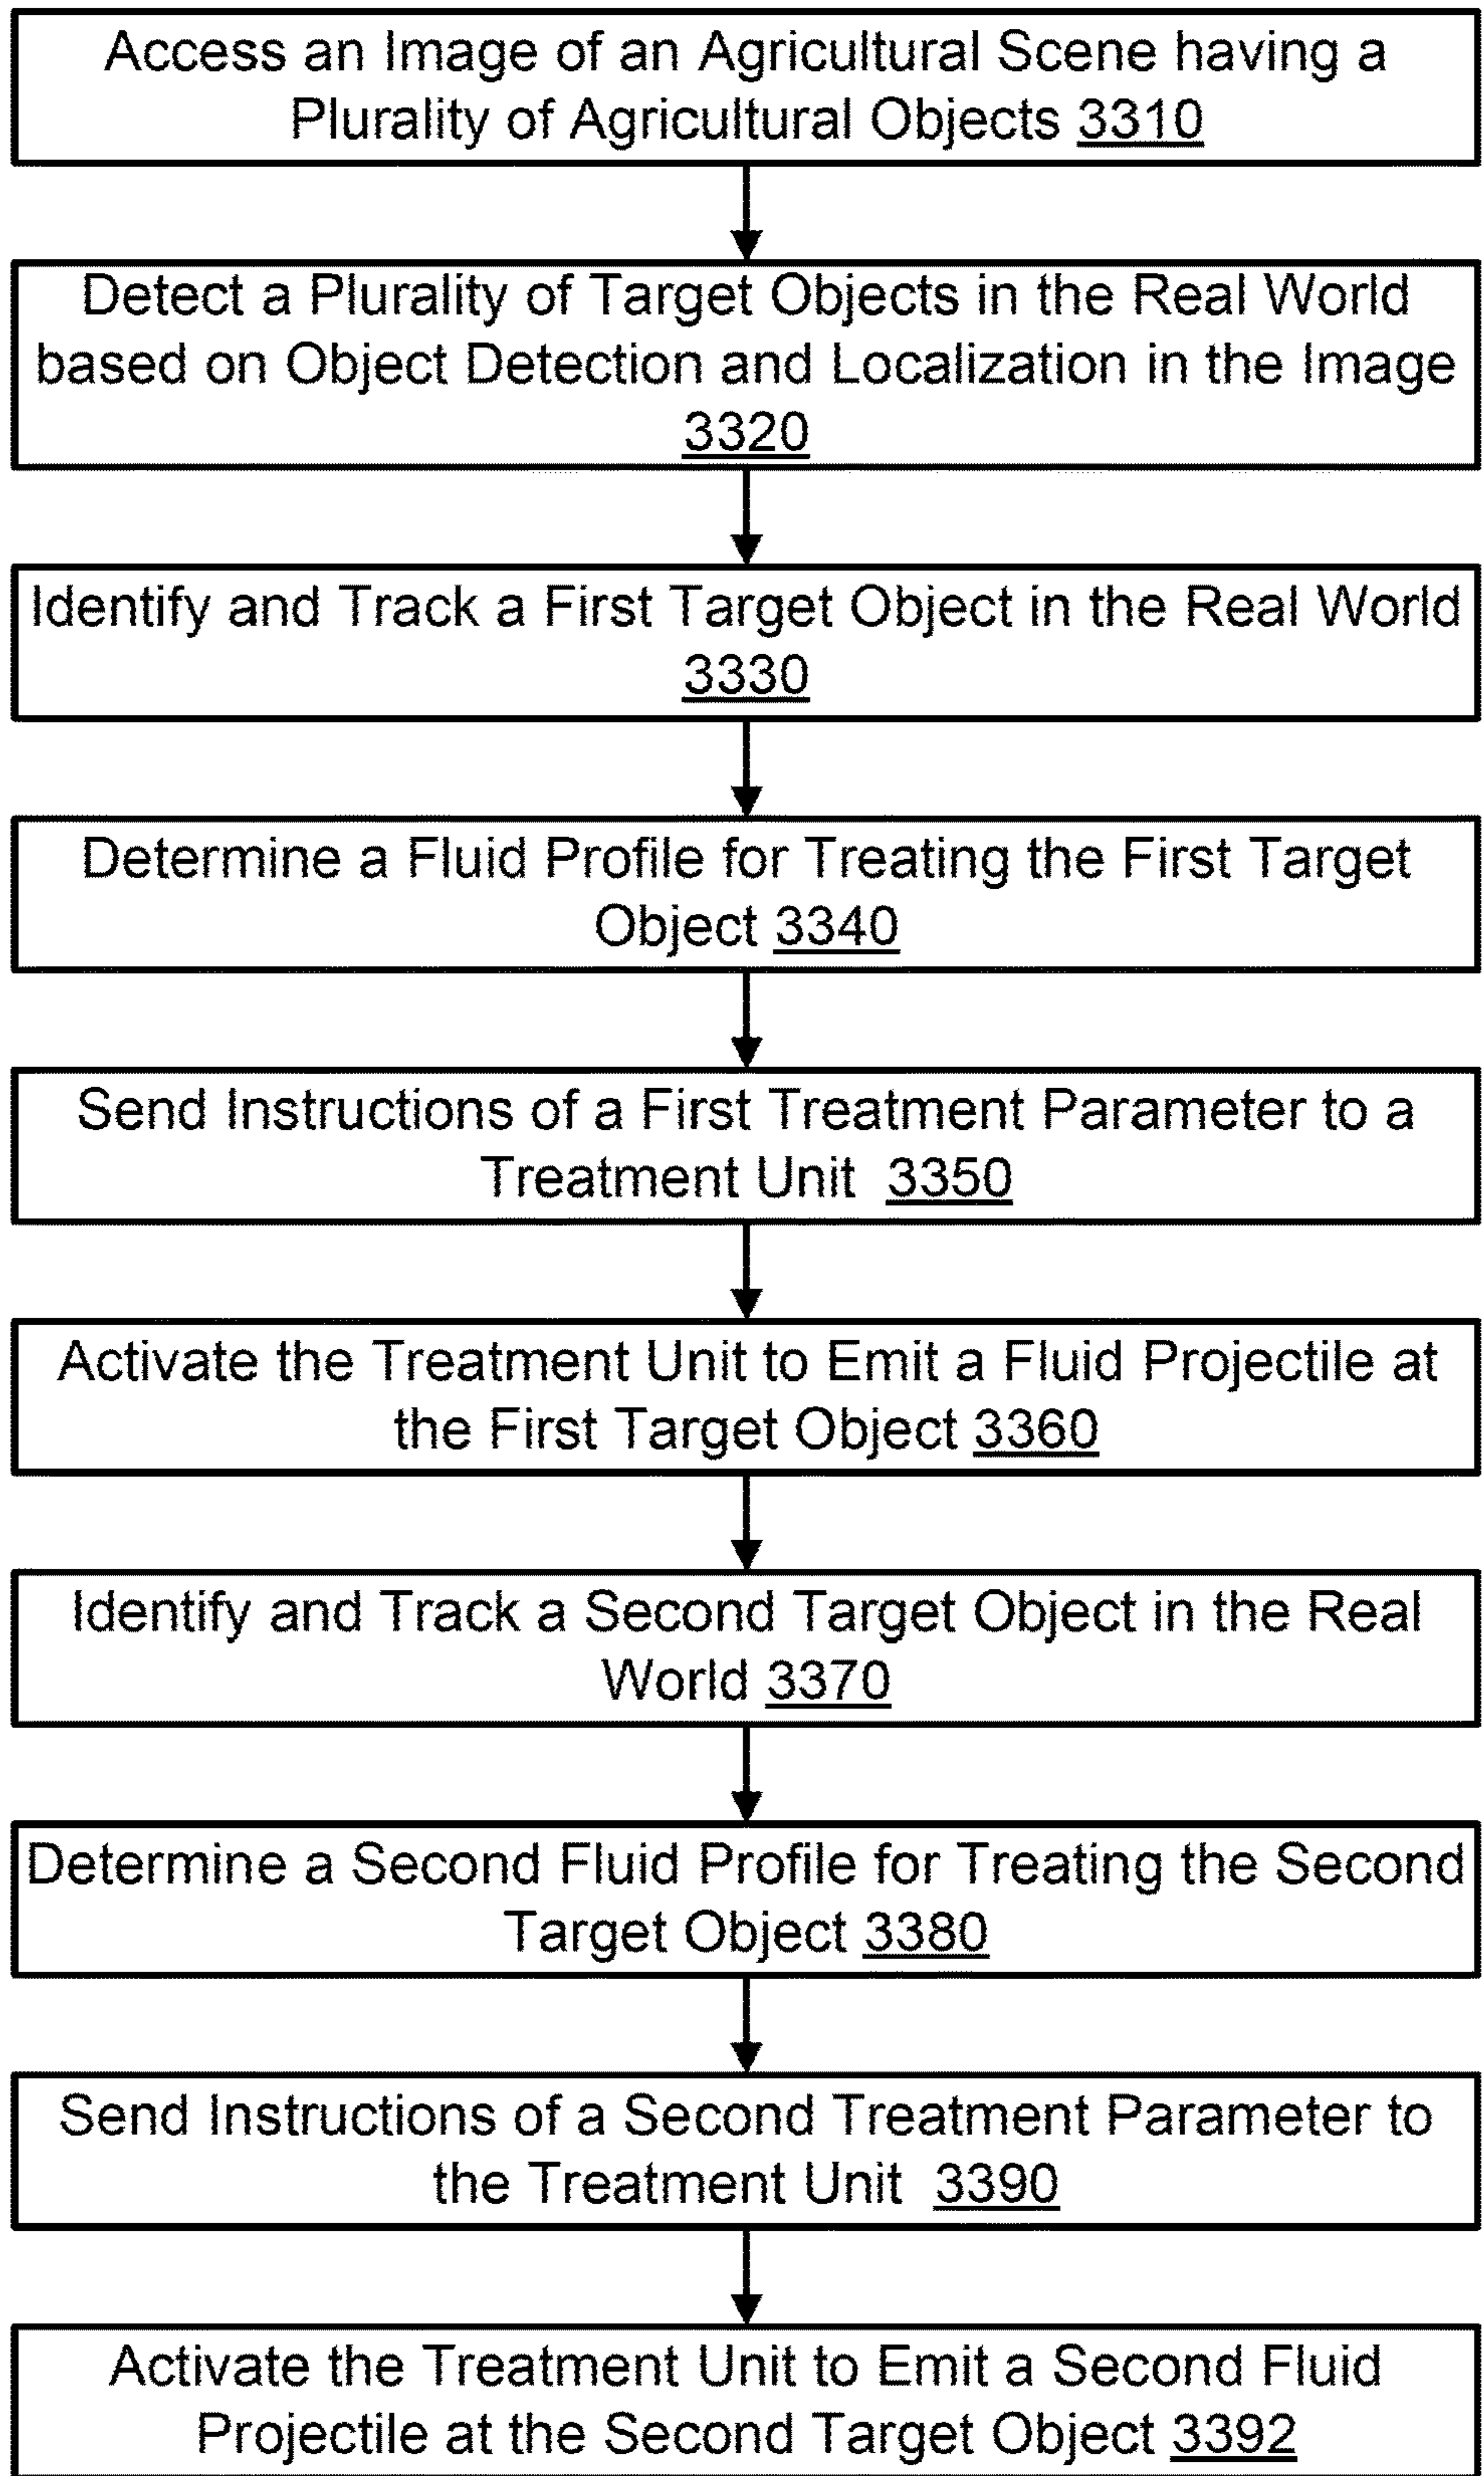 Access an Image of an Agricultural Scene having a
Plurality of Agricultural Objects 3310
Detect a Plurality of Target Objects in the Real World
based on Object Detection and Localization in the Image
3320
Identify and Track a First Target Object in the Real World
3330
Determine a Fluid Profile for Treating the First Target
Object 3340
Send Instructions of a First Treatment Parameter to a
Treatment Unit 3350
Activate the Treatment Unit to Emit a Fluid Projectile at
the First Target Object 3360
Identify and Track a Second Target Object in the Real
World 3370
Determine a Second Fluid Profile for Treating the Second
Target Object 3380
Send Instructions of a Second Treatment Parameter to
the Treatment Unit 3390
Activate the Treatment Unit to Emit a Second Fluid
Projectile at the Second Target Object 3392